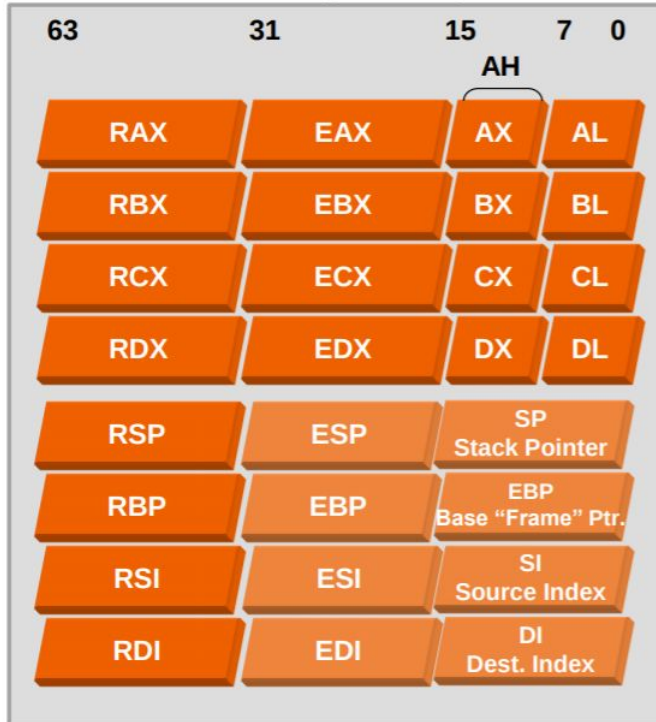 63 31 15 7 0
AH
RAX EAX AX AL
RBX EBX BX BL
RCX ECX CX CL
RDX EDX DX DL
RSP ESP SP
Stack Pointer
RBP EBP EBP
Base “Frame” Ptr.
RSI ESI SI
Source Index
RDI EDI DI
Dest. Index